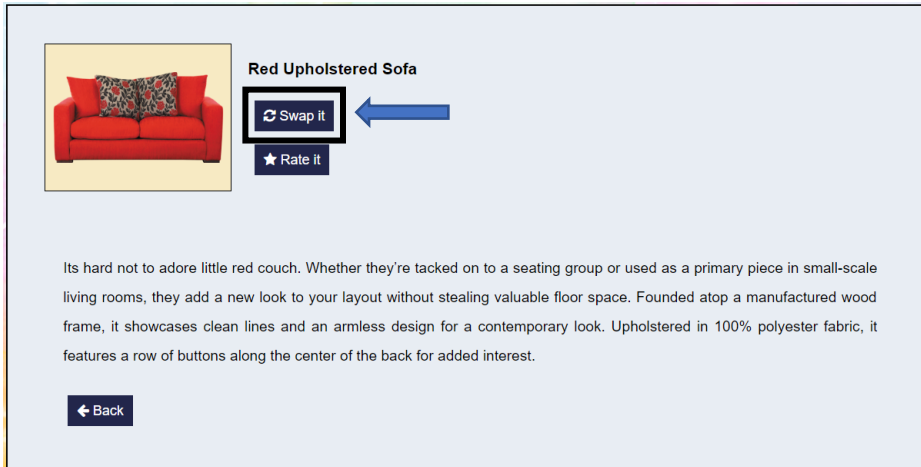 Red Upholstered Sofa
Swap it
Rate it
Its hard not to adore little red couch. Whether they’re tacked on to a seating group or used as a primary piece in small-scale
living rooms, they add a new look to your layout without stealing valuable floor space. Founded atop a manufactured wood
frame, it showcases clean lines and an armless design for a contemporary look. Upholstered in 100% polyester fabric, it
features a row of buttons along the center of the back for added interest.
Back